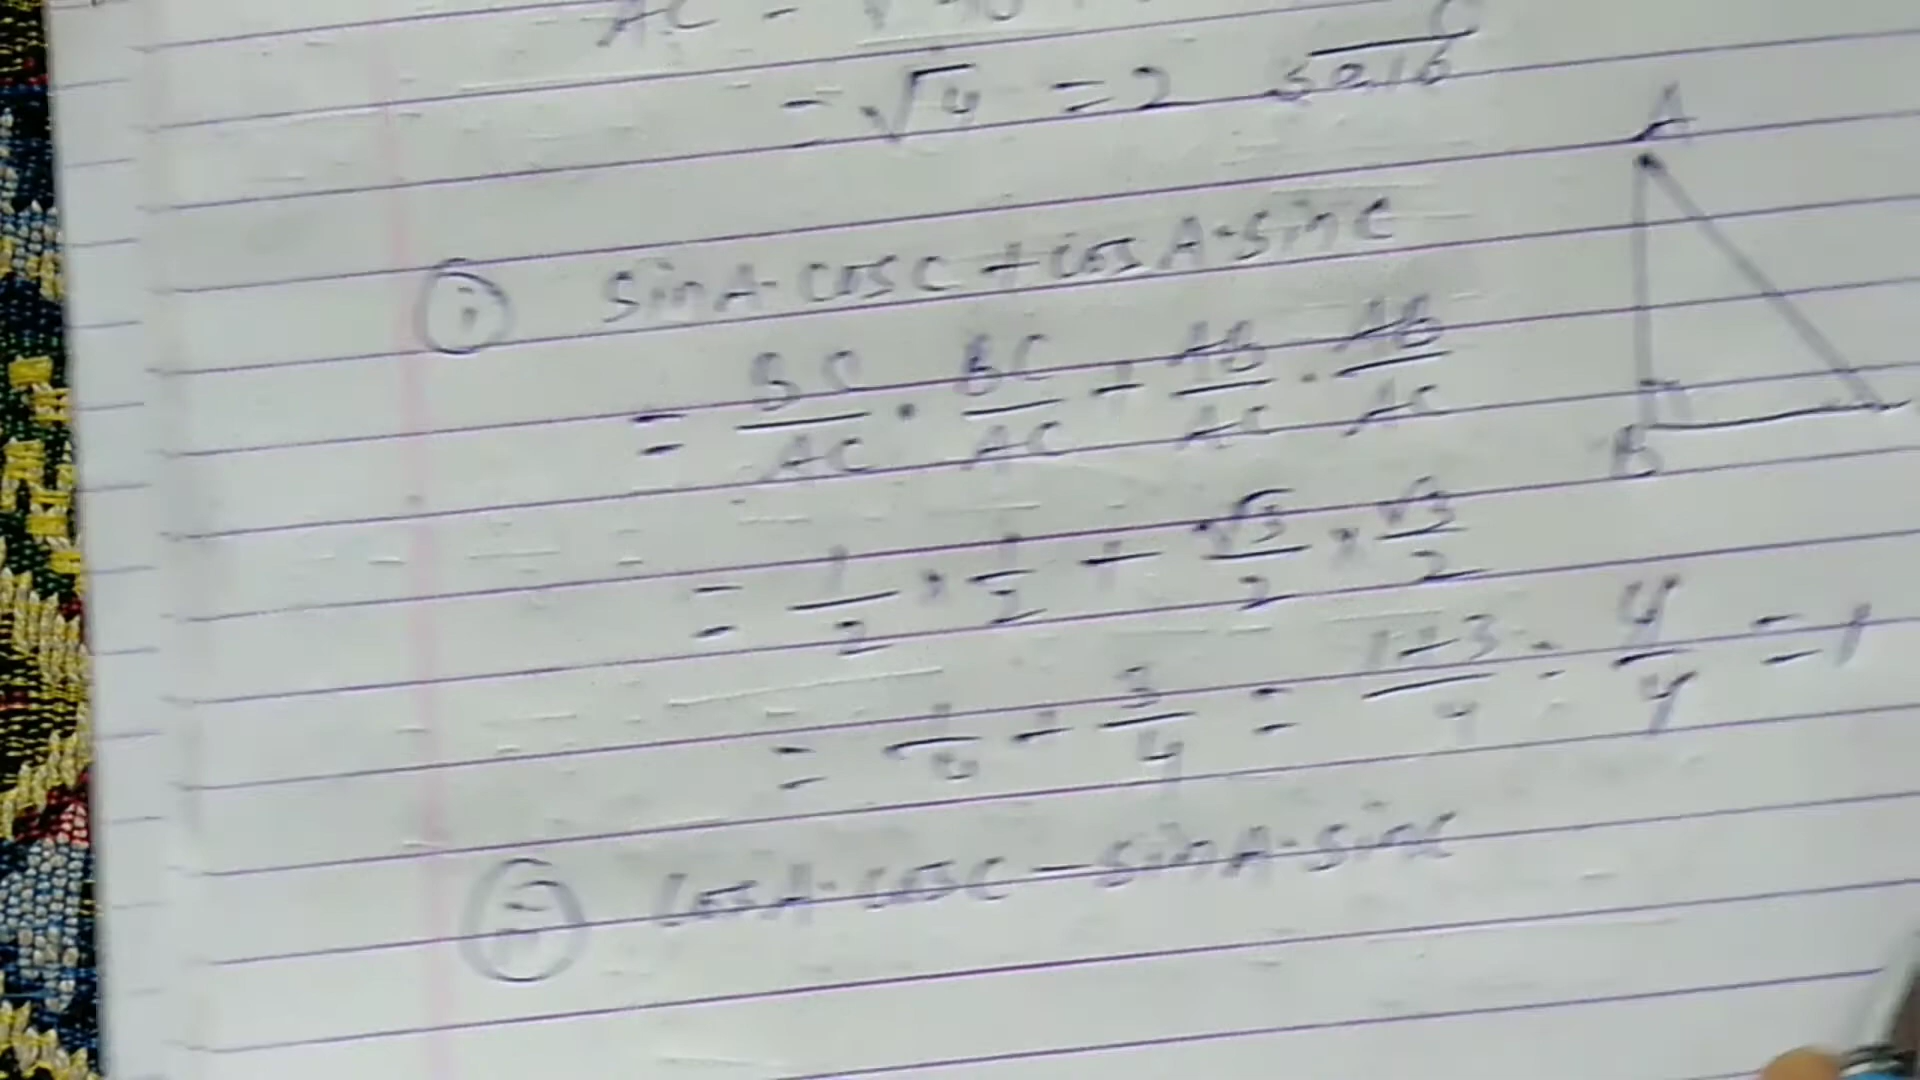 = √4 = 2
A
(i) sinA·cosC + cosA·sinC
= BC/AC · BC/AC + AB/AC · AB/AC
B
= 1/2 × 1/2 + √3/2 × √3/2
= 1/4 + 3/4 = 1+3/4 = 4/4 = 1
(ii) cosA·cosC - sinA·sinC